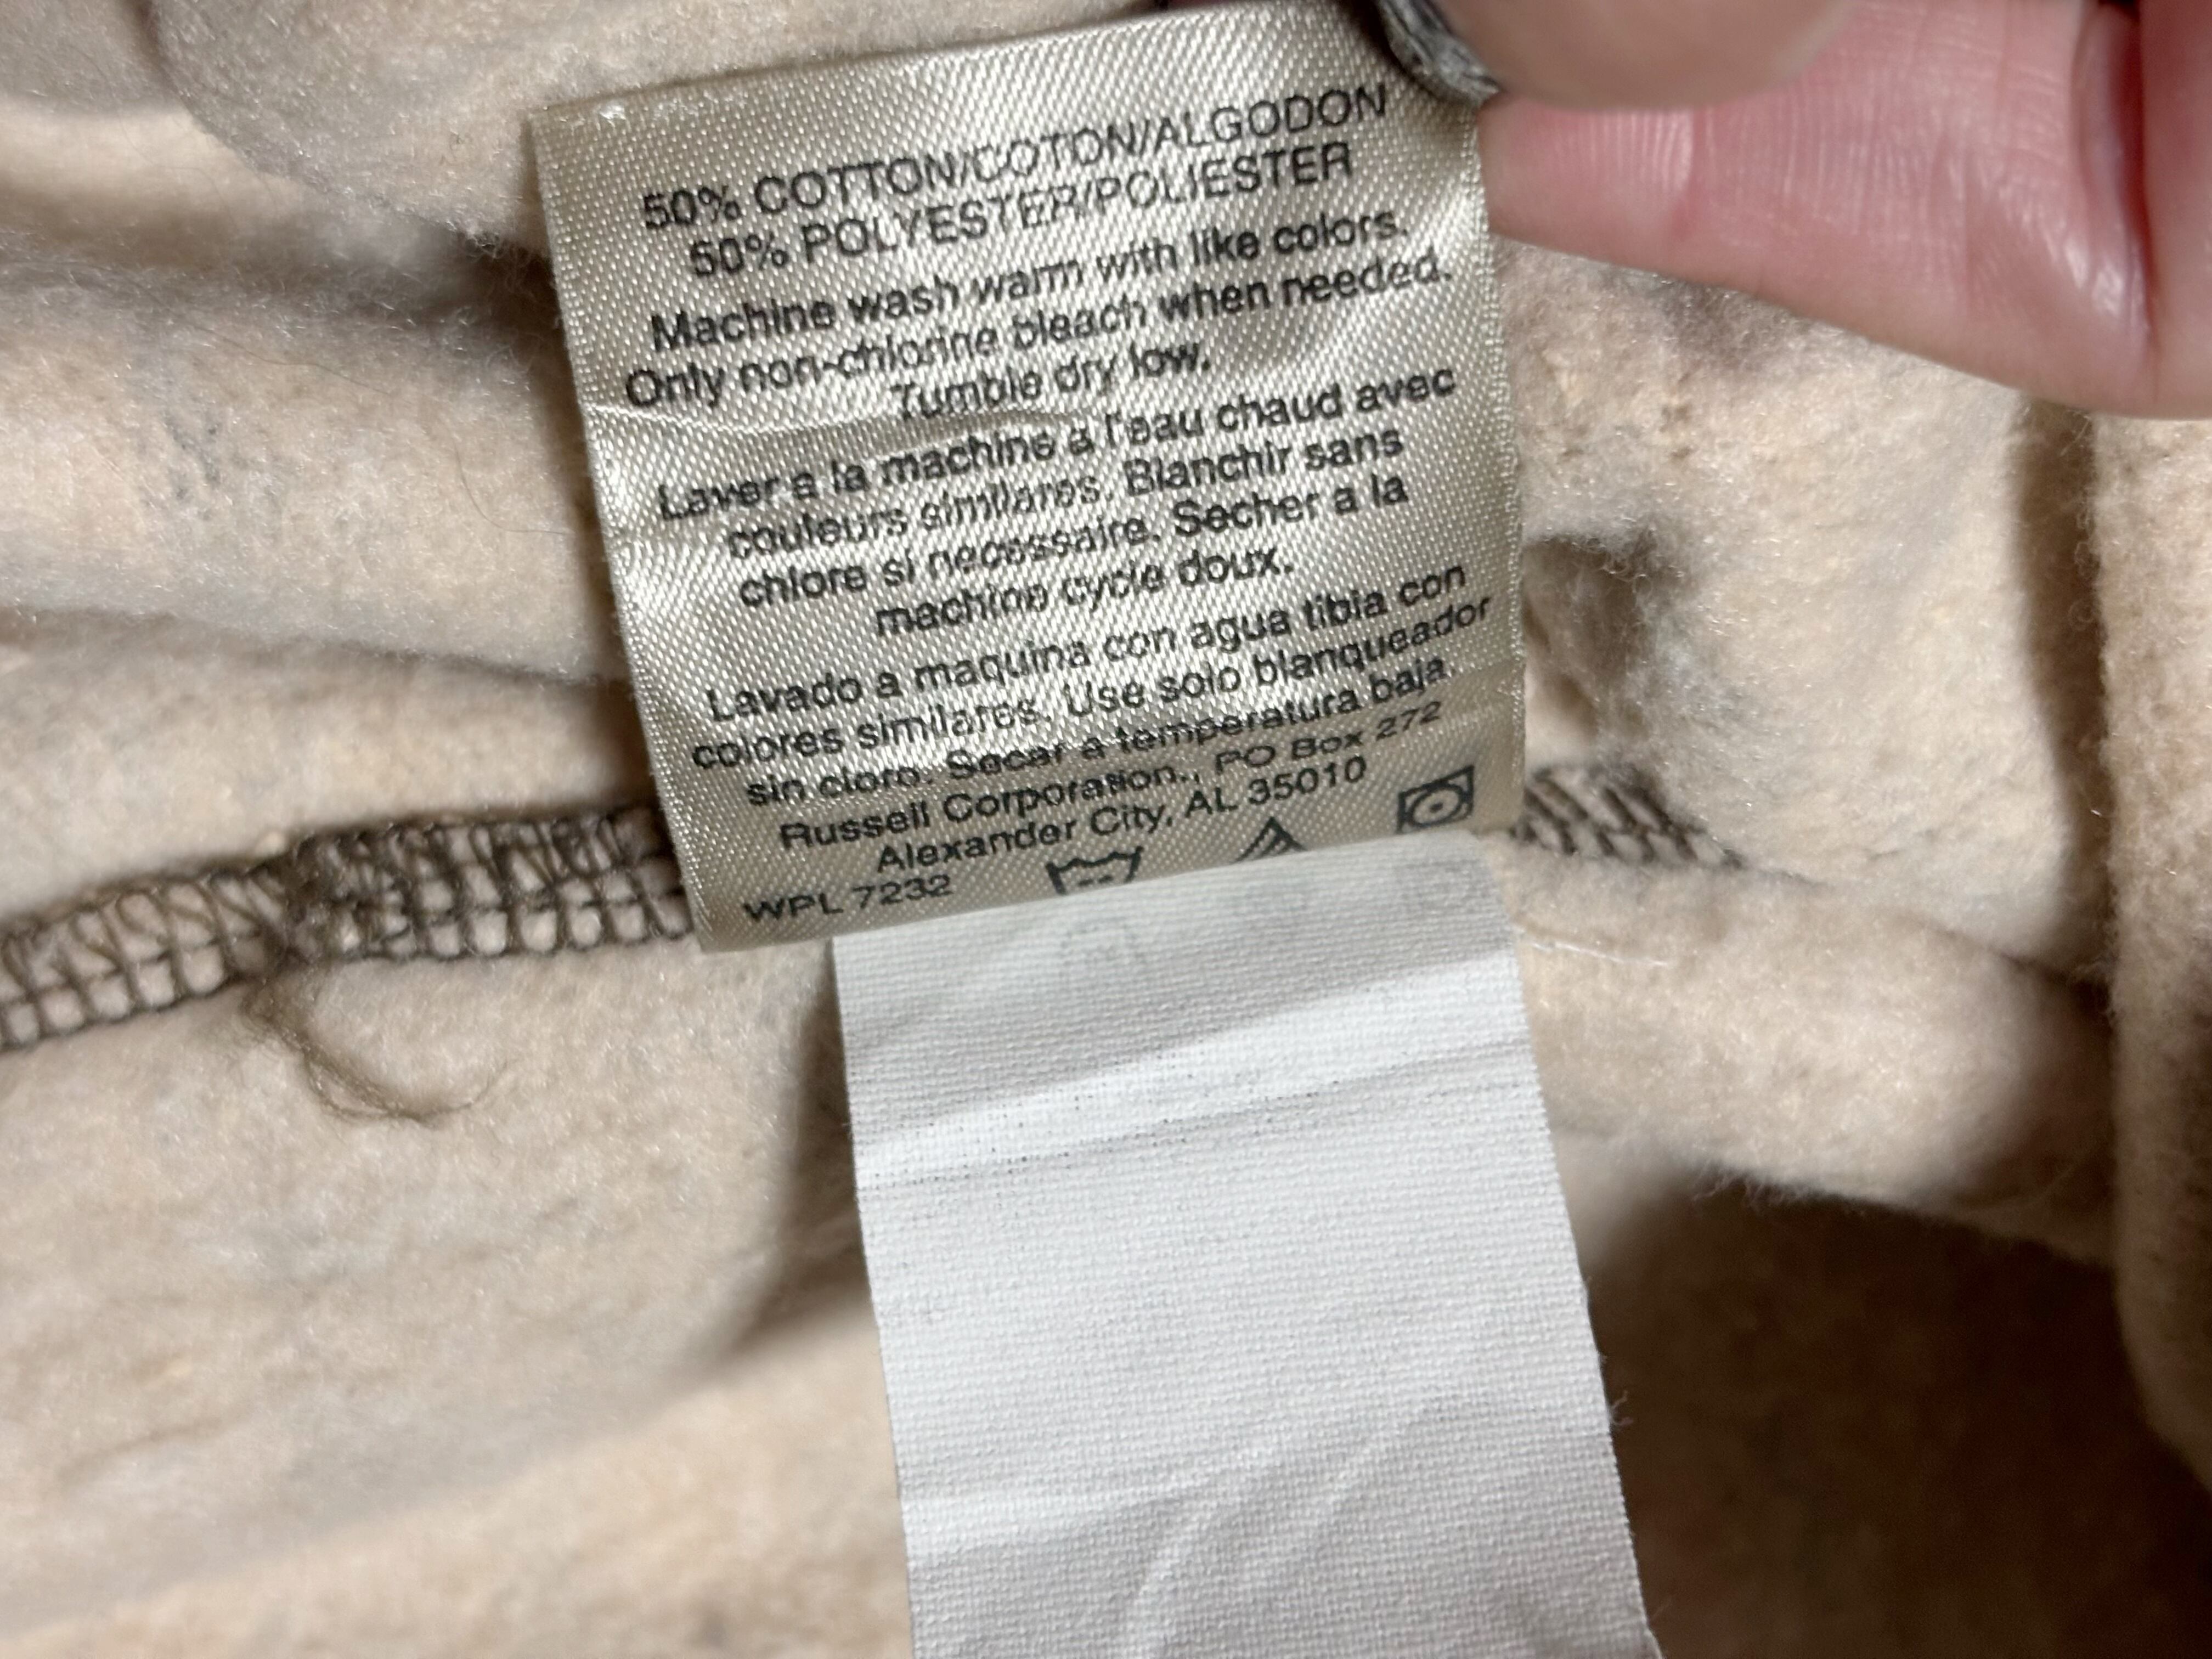 50% COTTON/COTON/ALGODON
50% POLYESTER/POLIESTER
Machine wash warm with like colors.
Only non-chlorine bleach when needed.
Tumble dry low.
Laver a la machine a l'eau chaud avec
couleurs similares. Blanchir sans
chlore si necessaire. Secher a la
machine cycle doux.
Lavado a maquina con agua tibia con
colores similares. Use solo blanqueador
sin cloro. Secar a temperatura baja
Russell Corporation., PO Box 272
Alexander City, AL 35010
WPL 7232